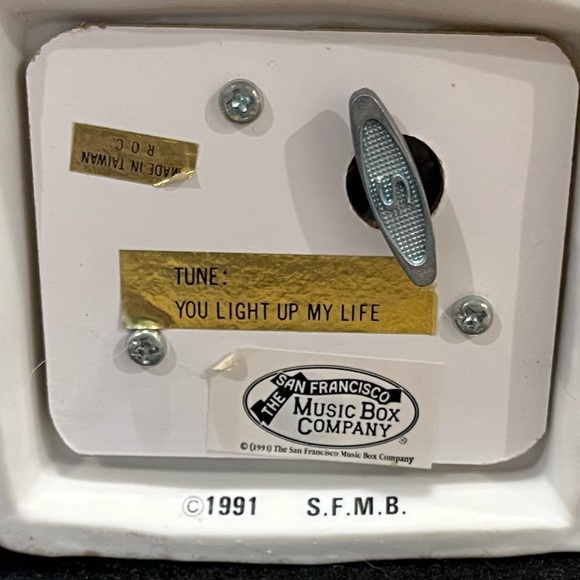 MADE IN TAIWAN
R O C
TUNE:
YOU LIGHT UP MY LIFE
S
THE SAN FRANCISCO
MUSIC BOX
COMPANY
®
© (1991) The San Francisco Music Box Company
©1991 S.F.M.B.